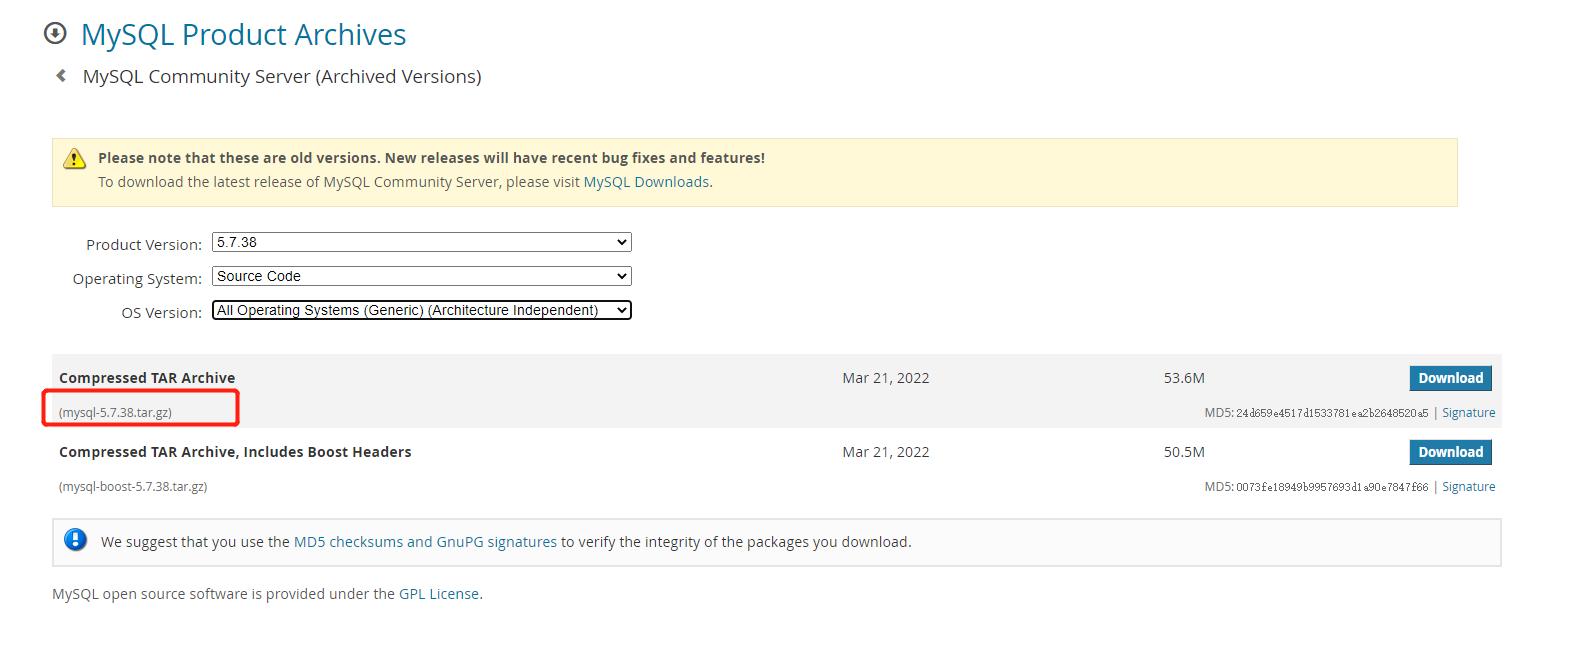 MySQL Product Archives
MySQL Community Server (Archived Versions)
Please note that these are old versions. New releases will have recent bug fixes and features!
To download the latest release of MySQL Community Server, please visit MySQL Downloads.
Product Version: 5.7.38
Operating System: Source Code
OS Version: All Operating Systems (Generic) (Architecture Independent)
Compressed TAR Archive Mar 21, 2022 53.6M Download
(mysql-5.7.38.tar.gz) MD5: 24d659e4517d1533781ea2b2648520a5 | Signature
Compressed TAR Archive, Includes Boost Headers Mar 21, 2022 50.5M Download
(mysql-boost-5.7.38.tar.gz) MD5: 0073fe18949b9957693d1a90e7847f66 | Signature
We suggest that you use the MD5 checksums and GnuPG signatures to verify the integrity of the packages you download.
MySQL open source software is provided under the GPL License.